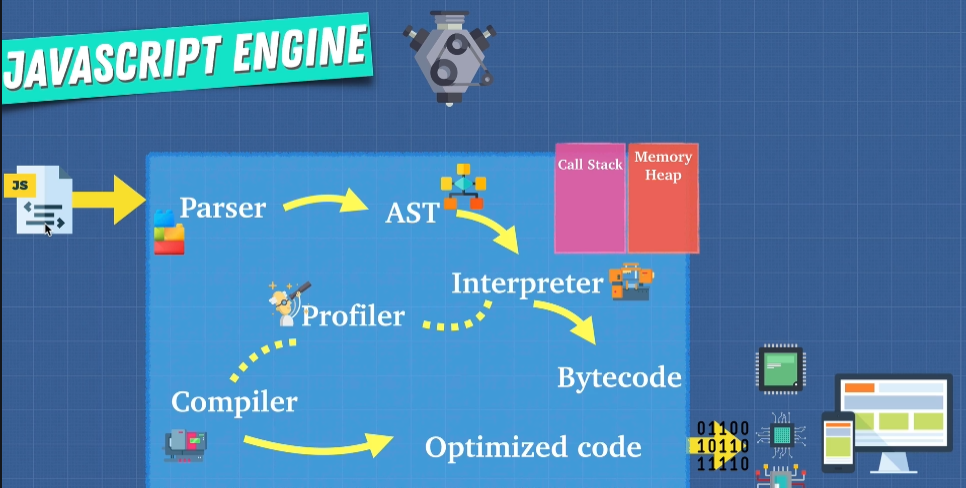 JAVASCRIPT ENGINE
JS
Call Stack
Memory
Heap
Parser
AST
Interpreter
Profiler
Bytecode
Compiler
Optimized code
01100
10110
11110